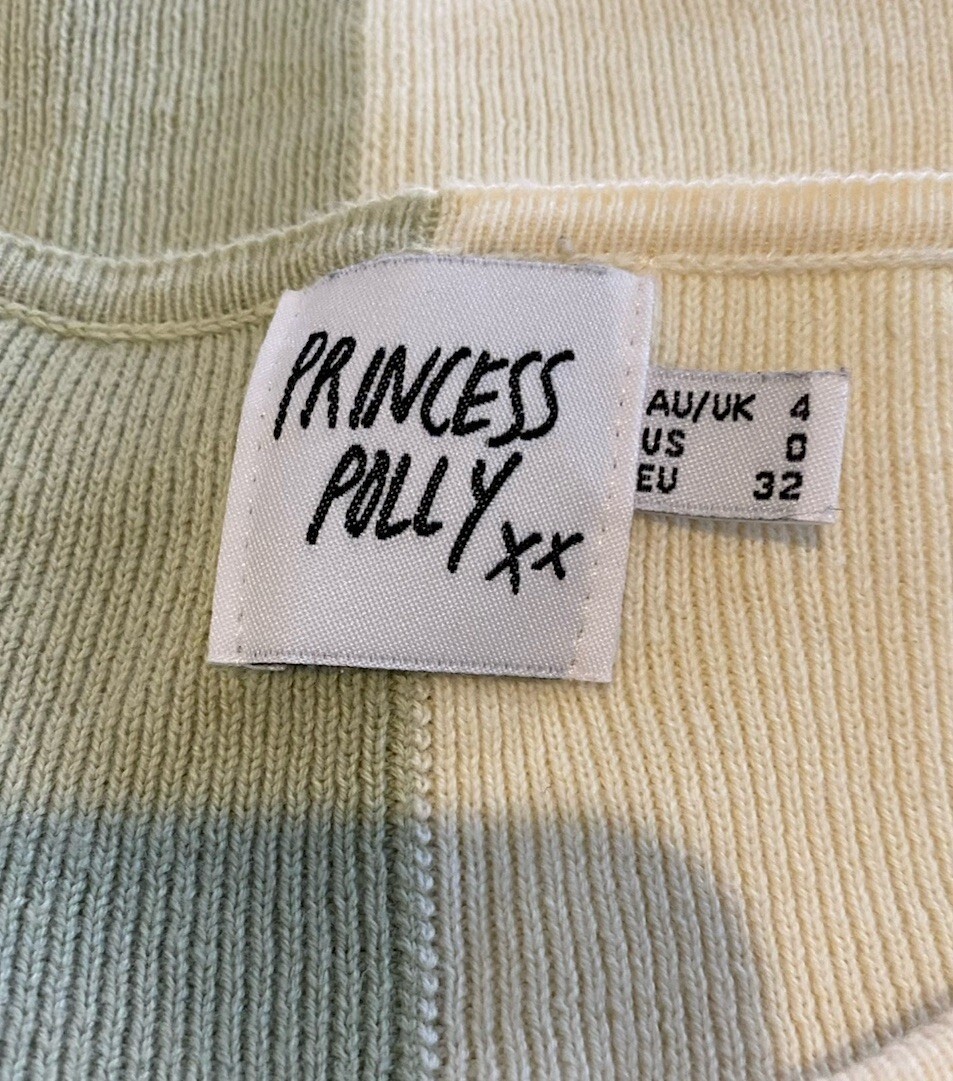 PRINCESS
POLLY xx
AU/UK 4
US 0
EU 32